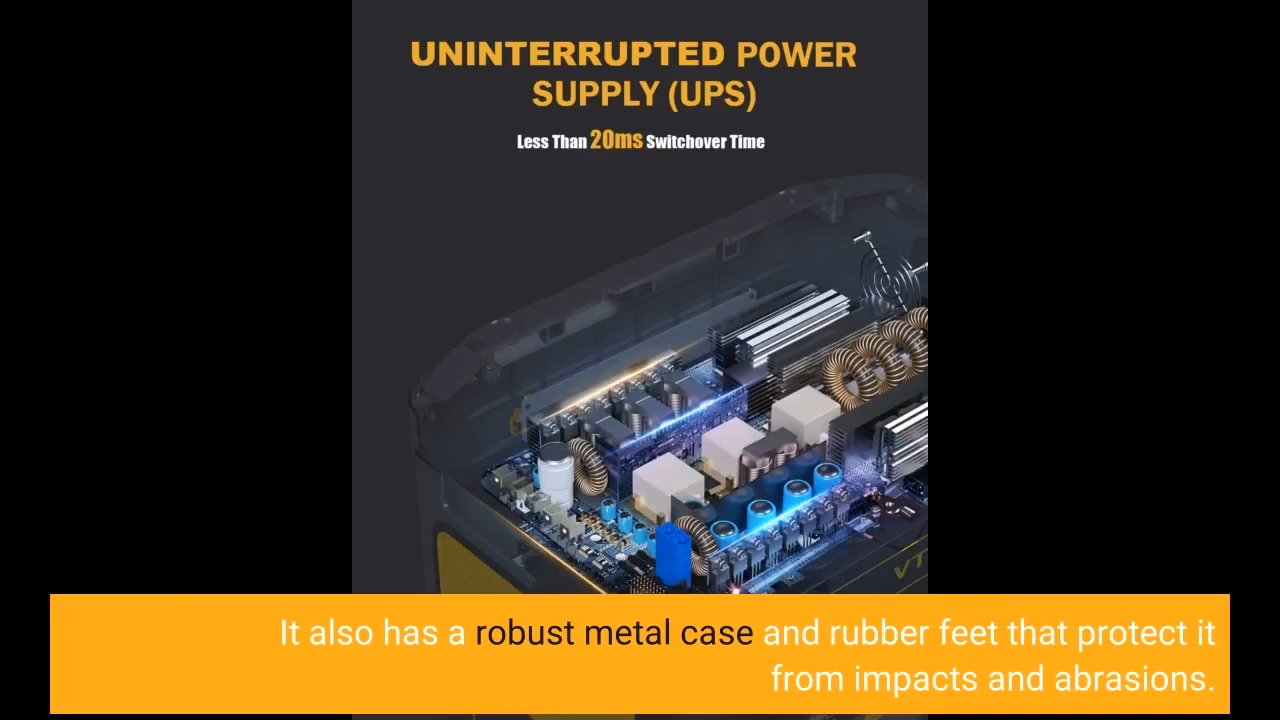 UNINTERRUPTED POWER
SUPPLY (UPS)
Less Than 20ms Switchover Time
VT
It also has a robust metal case and rubber feet that protect it
from impacts and abrasions.